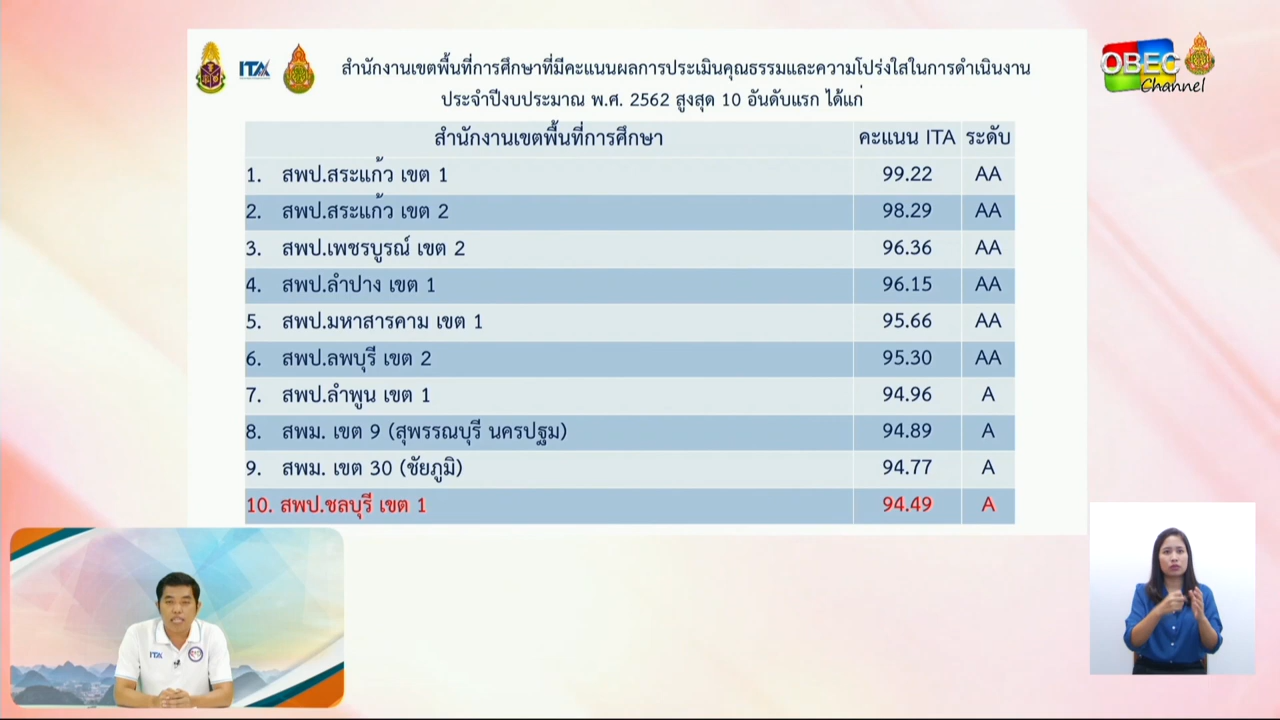 ITA
สำนักงานเขตพื้นที่การศึกษาที่มีคะแนนผลการประเมินคุณธรรมและความโปร่งใสในการดำเนินงาน
ประจำปีงบประมาณ พ.ศ. 2562 สูงสุด 10 อันดับแรก ได้แก่
OBEC
Channel
สำนักงานเขตพื้นที่การศึกษา คะแนน ITA ระดับ
1. สพป.สระแก้ว เขต 1 99.22 AA
2. สพป.สระแก้ว เขต 2 98.29 AA
3. สพป.เพชรบูรณ์ เขต 2 96.36 AA
4. สพป.ลำปาง เขต 1 96.15 AA
5. สพป.มหาสารคาม เขต 1 95.66 AA
6. สพป.ลพบุรี เขต 2 95.30 AA
7. สพป.ลำพูน เขต 1 94.96 A
8. สพม. เขต 9 (สุพรรณบุรี นครปฐม) 94.89 A
9. สพม. เขต 30 (ชัยภูมิ) 94.77 A
10. สพป.ชลบุรี เขต 1 94.49 A
ITA